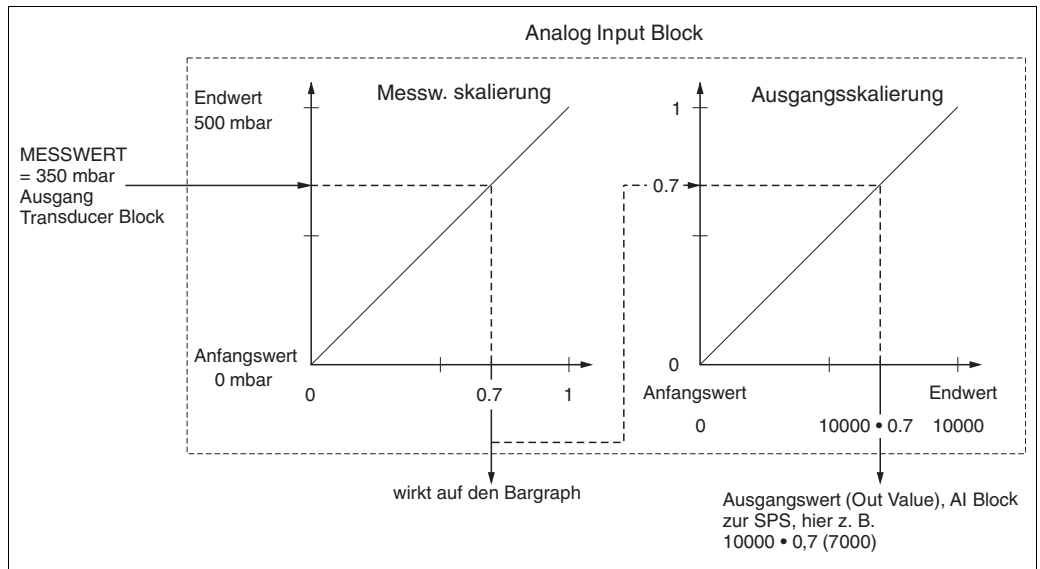 Analog Input Block
Endwert
500 mbar
Messw. skalierung
MESSWERT
= 350 mbar
Ausgang
Transducer Block
Anfangswert
0 mbar
0
0.7
1
wirkt auf den Bargraph
Ausgangsskalierung
1
0.7
0
Anfangswert
Endwert
0
10000 • 0.7
10000
Ausgangswert (Out Value), AI Block
zur SPS, hier z. B.
10000 • 0,7 (7000)